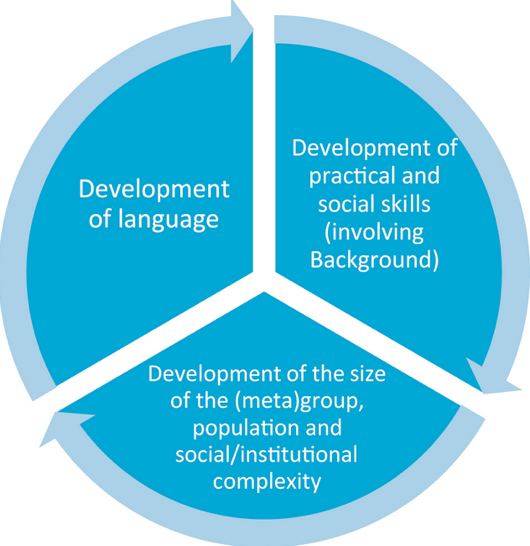 Development
of language
Development of
practical and
social skills
(involving
Background)
Development of the size
of the (meta)group,
population and
social/institutional
complexity